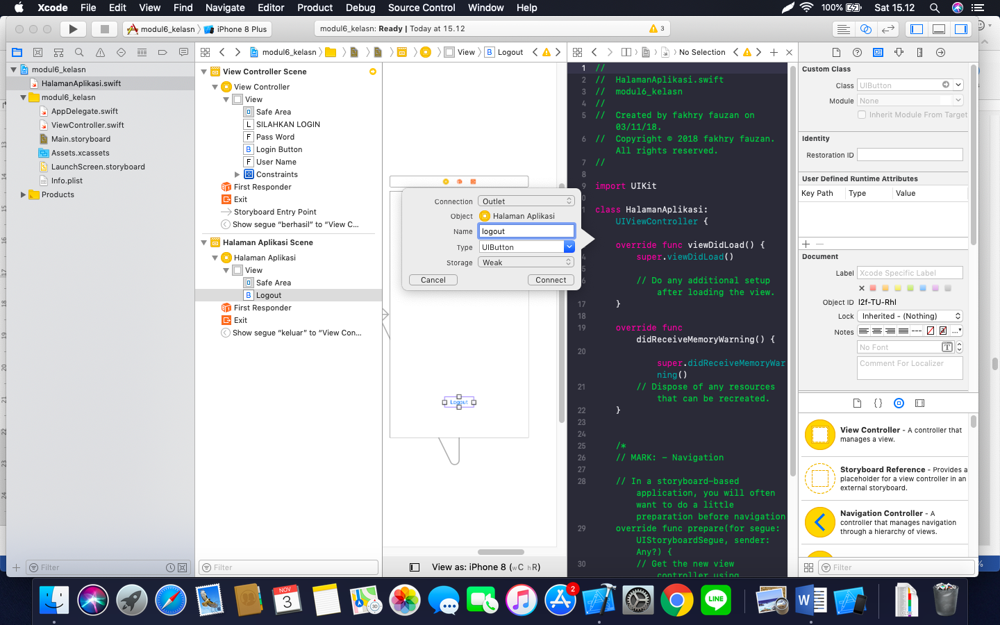 Xcode File Edit View Find Navigate Editor Product Debug Source Control Window Help
100% Sat 15.12
modul6_kelasn iPhone 8 Plus
modul6_kelasn: Ready | Today at 15.12
3
modul6_kelasn View Logout
No Selection
modul6_kelasn
HalamanAplikasi.swift
modul6_kelasn
AppDelegate.swift
ViewController.swift
Main.storyboard
Assets.xcassets
LaunchScreen.storyboard
Info.plist
Products
Filter
View Controller Scene
View Controller
View
Safe Area
L SILAHKAN LOGIN
F Pass Word
B Login Button
F User Name
Constraints
First Responder
Exit
Storyboard Entry Point
Show segue “berhasil” to “View C...
Halaman Aplikasi Scene
Halaman Aplikasi
View
Safe Area
B Logout
First Responder
Exit
Show segue “keluar” to “View Con...
Filter
Connection Outlet
Object Halaman Aplikasi
Name logout
Type UIButton
Storage Weak
Cancel Connect
Logout
View as: iPhone 8 (wC hR)
1 //
2 //  HalamanAplikasi.swift
3 //  modul6_kelasn
4 //
5 //  Created by fakhry fauzan on
03/11/18.
6 //  Copyright © 2018 fakhry fauzan.
All rights reserved.
7 //
8
9 import UIKit
0
1 class HalamanAplikasi:
UIViewController {
override func viewDidLoad() {
4 super.viewDidLoad()
5
6 // Do any additional setup
after loading the view.
17 }
18
19 override func
didReceiveMemoryWarning() {
20
super.didReceiveMemoryWar
ning()
21 // Dispose of any resources
that can be recreated.
22 }
23
24
25 /*
26 // MARK: - Navigation
27
28 // In a storyboard-based
application, you will often
want to do a little
preparation before navigation
29 override func prepare(for segue:
UIStoryboardSegue, sender:
Any?) {
30 // Get the new view
controller using
Custom Class
Class UIButton
Module None
Inherit Module From Target
Identity
Restoration ID
User Defined Runtime Attributes
Key Path Type Value
Document
Label Xcode Specific Label
Object ID I2f-TU-Rhl
Lock Inherited - (Nothing)
Notes
No Font
Comment For Localizer
View Controller - A controller that
manages a view.
Storyboard Reference - Provides a
placeholder for a view controller in an
external storyboard.
Navigation Controller - A
controller that manages navigation
through a hierarchy of views.
Filter
NOV
3
2
LINE